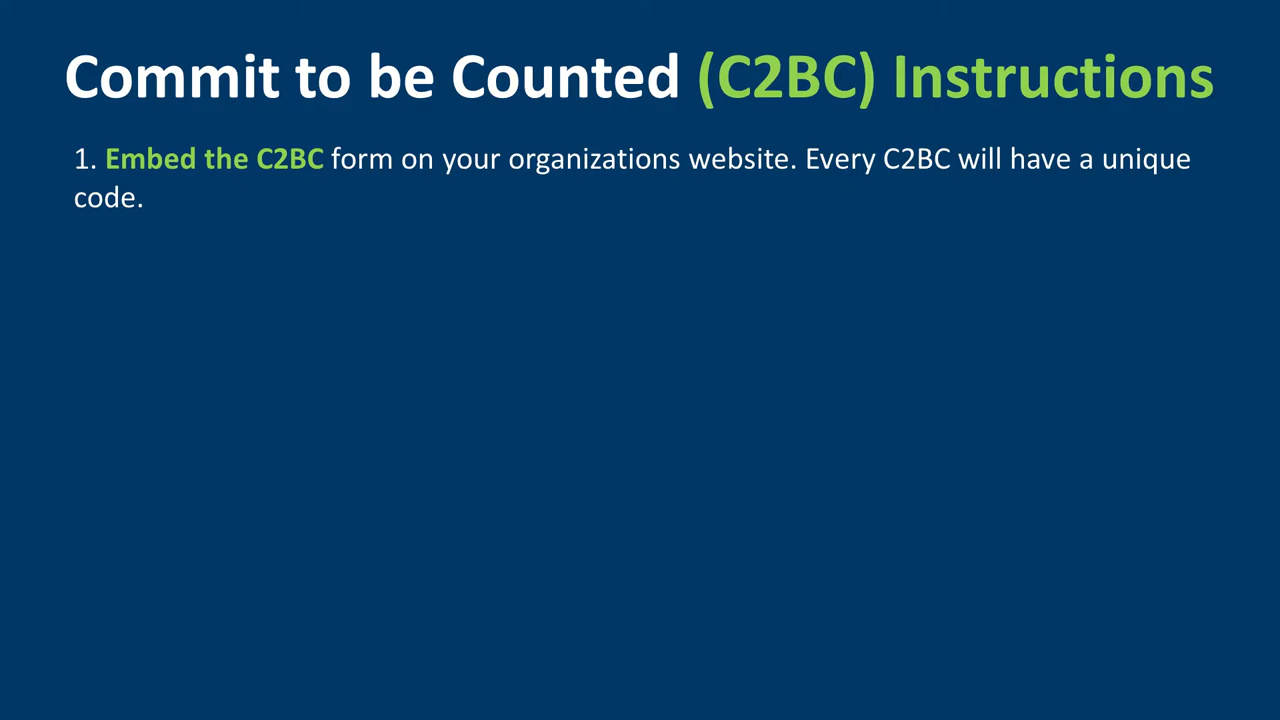 Commit to be Counted (C2BC) Instructions
1. Embed the C2BC form on your organizations website. Every C2BC will have a unique
code.